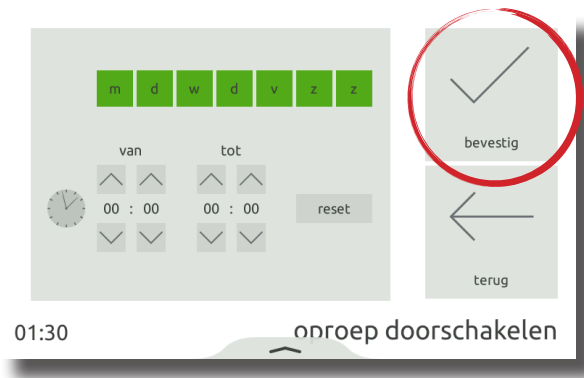 m d w d v z z
van tot
00 : 00 00 : 00 reset
bevestig
terug
01:30 oproep doorschakelen